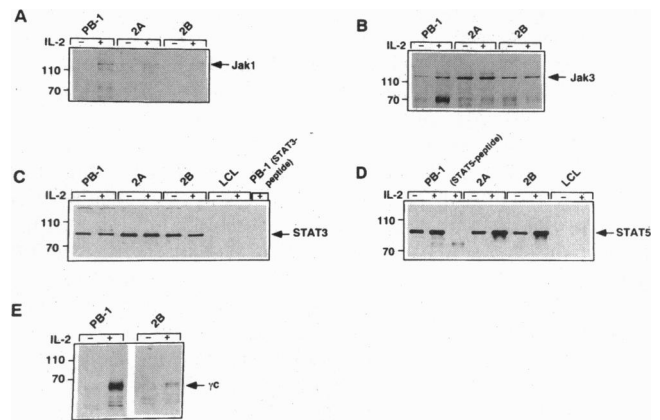 A
PB-1 2A 2B
IL-2 – + – + – +
110
70
Jak1
B
PB-1 2A 2B
IL-2 – + – + – +
110
70
Jak3
C
PB-1 2A 2B LCL PB-1 (STAT3-peptide)
IL-2 – + – + – + – + +
110
70
STAT3
D
PB-1 (STAT5-peptide) 2A 2B LCL
IL-2 – + + – + – + – +
110
70
STAT5
E
PB-1 2B
IL-2 – + – +
110
70
γc